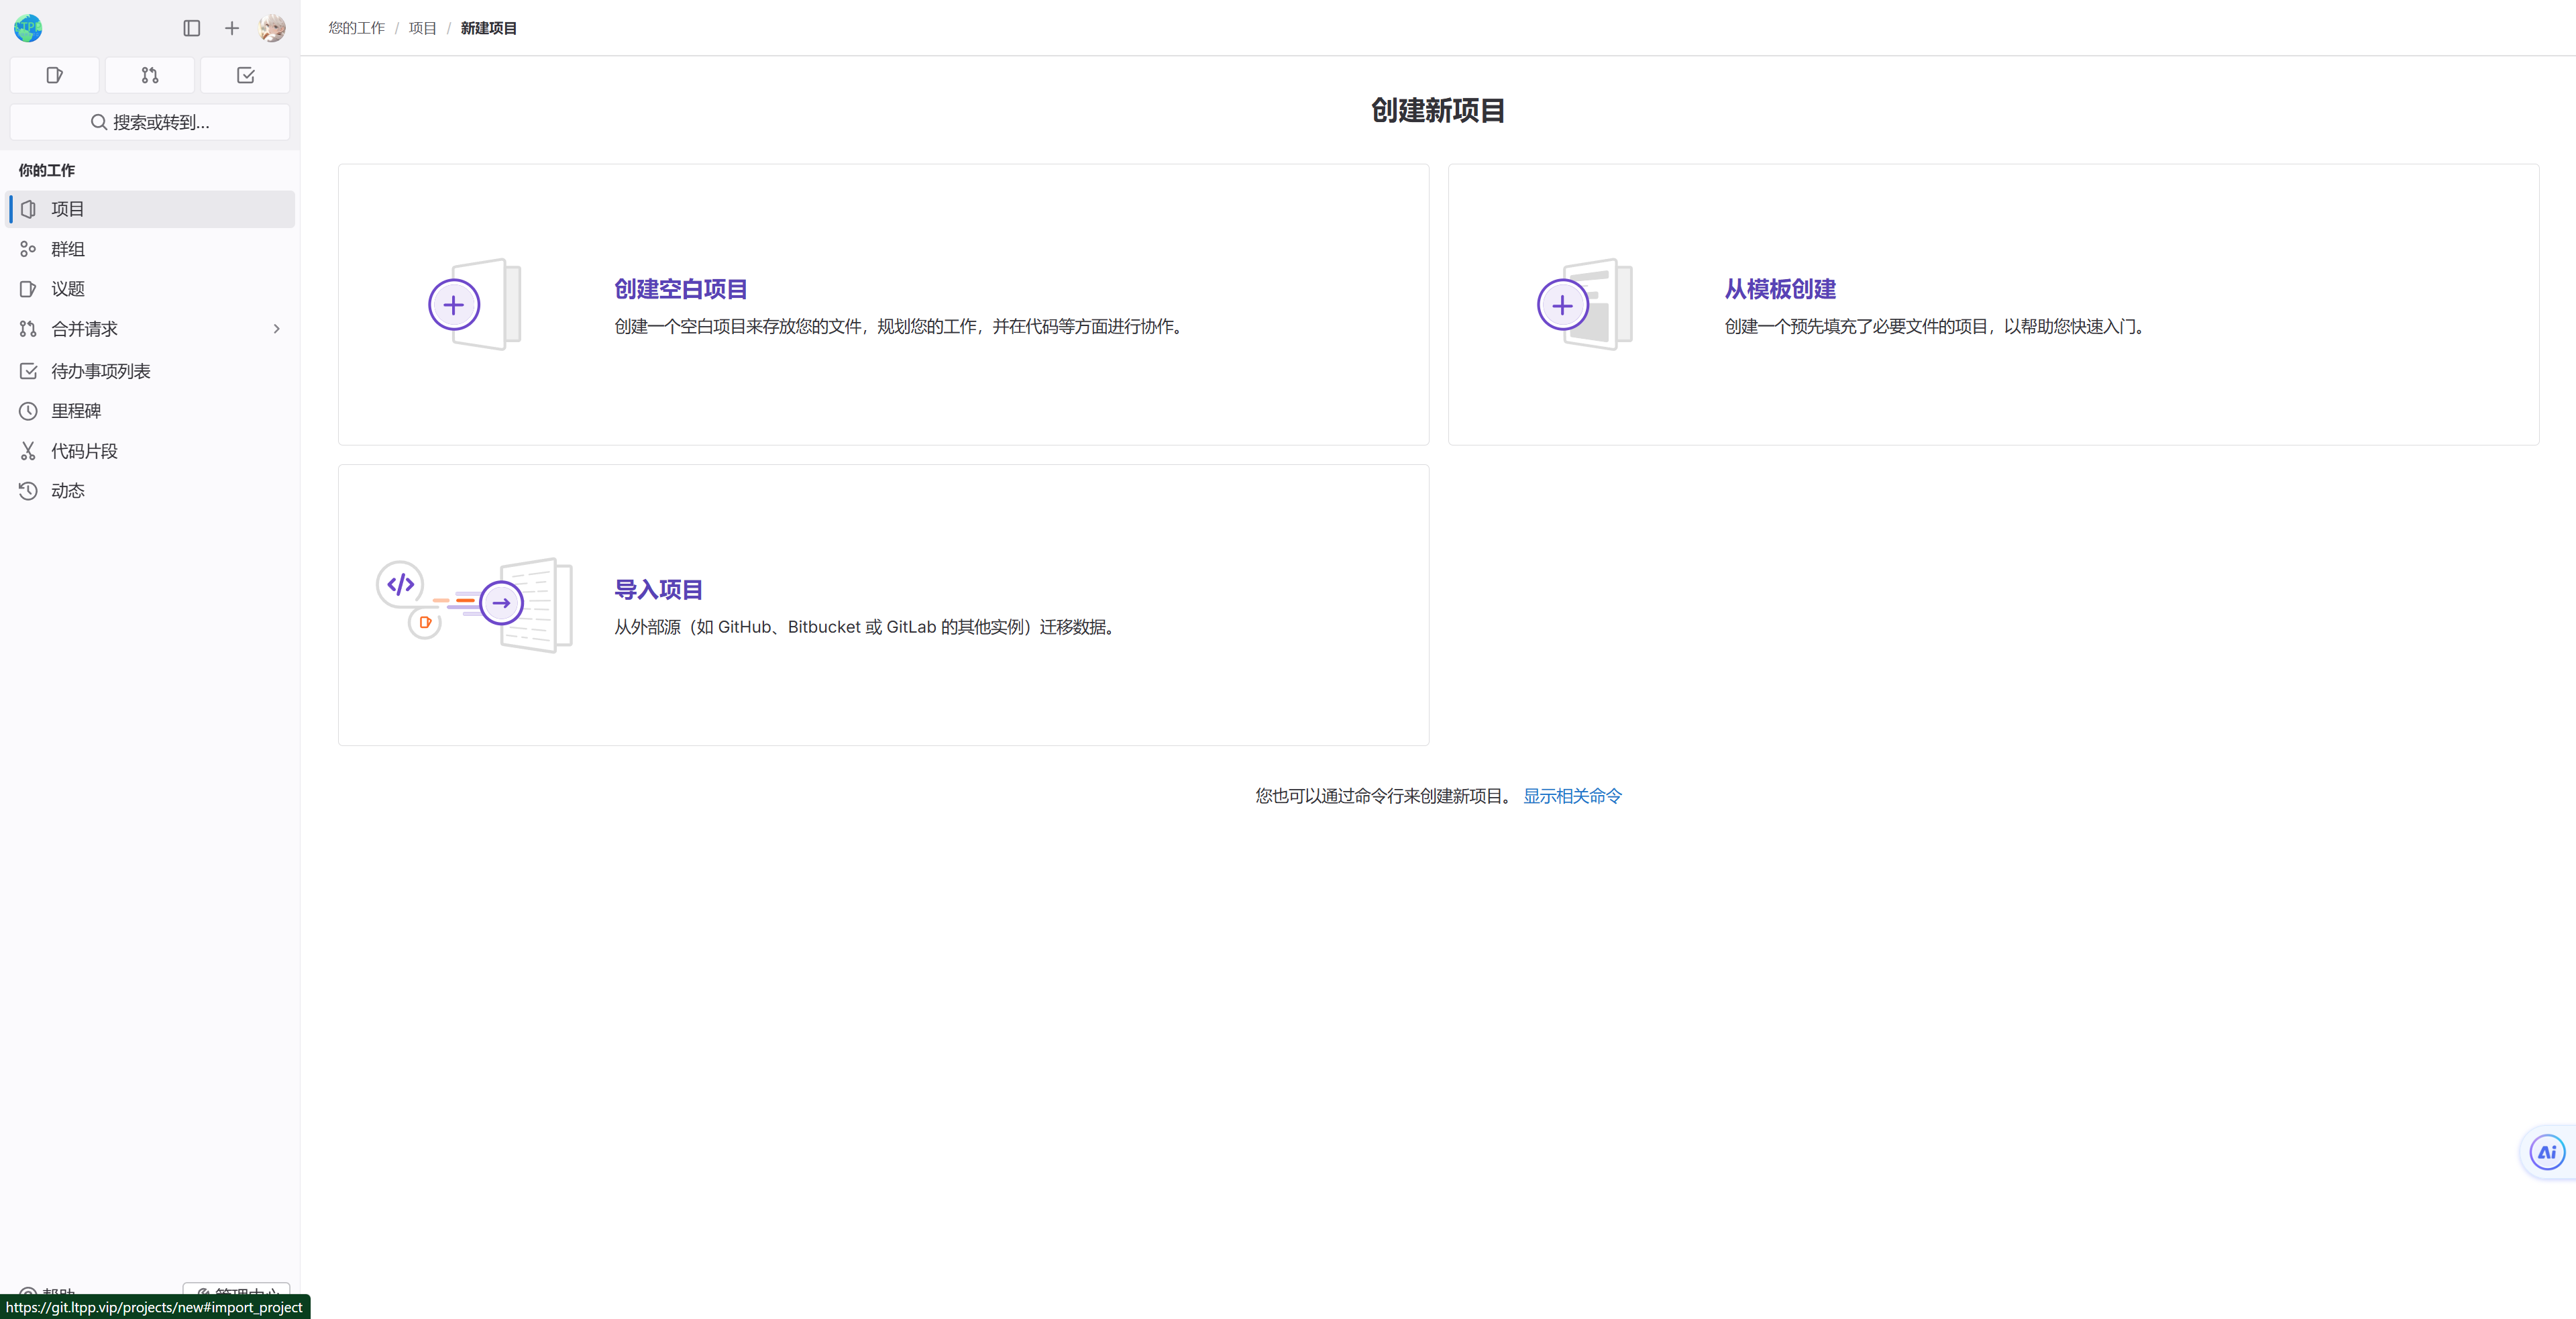 您的工作 / 项目 / 新建项目
搜索或转到...
你的工作
项目
群组
议题
合并请求
待办事项列表
里程碑
代码片段
动态
创建新项目
创建空白项目
创建一个空白项目来存放您的文件，规划您的工作，并在代码等方面进行协作。
从模板创建
创建一个预先填充了必要文件的项目，以帮助您快速入门。
导入项目
从外部源（如 GitHub、Bitbucket 或 GitLab 的其他实例）迁移数据。
您也可以通过命令行来创建新项目。 显示相关命令
Ai
帮助
管理中心
https://git.ltpp.vip/projects/new#import_project